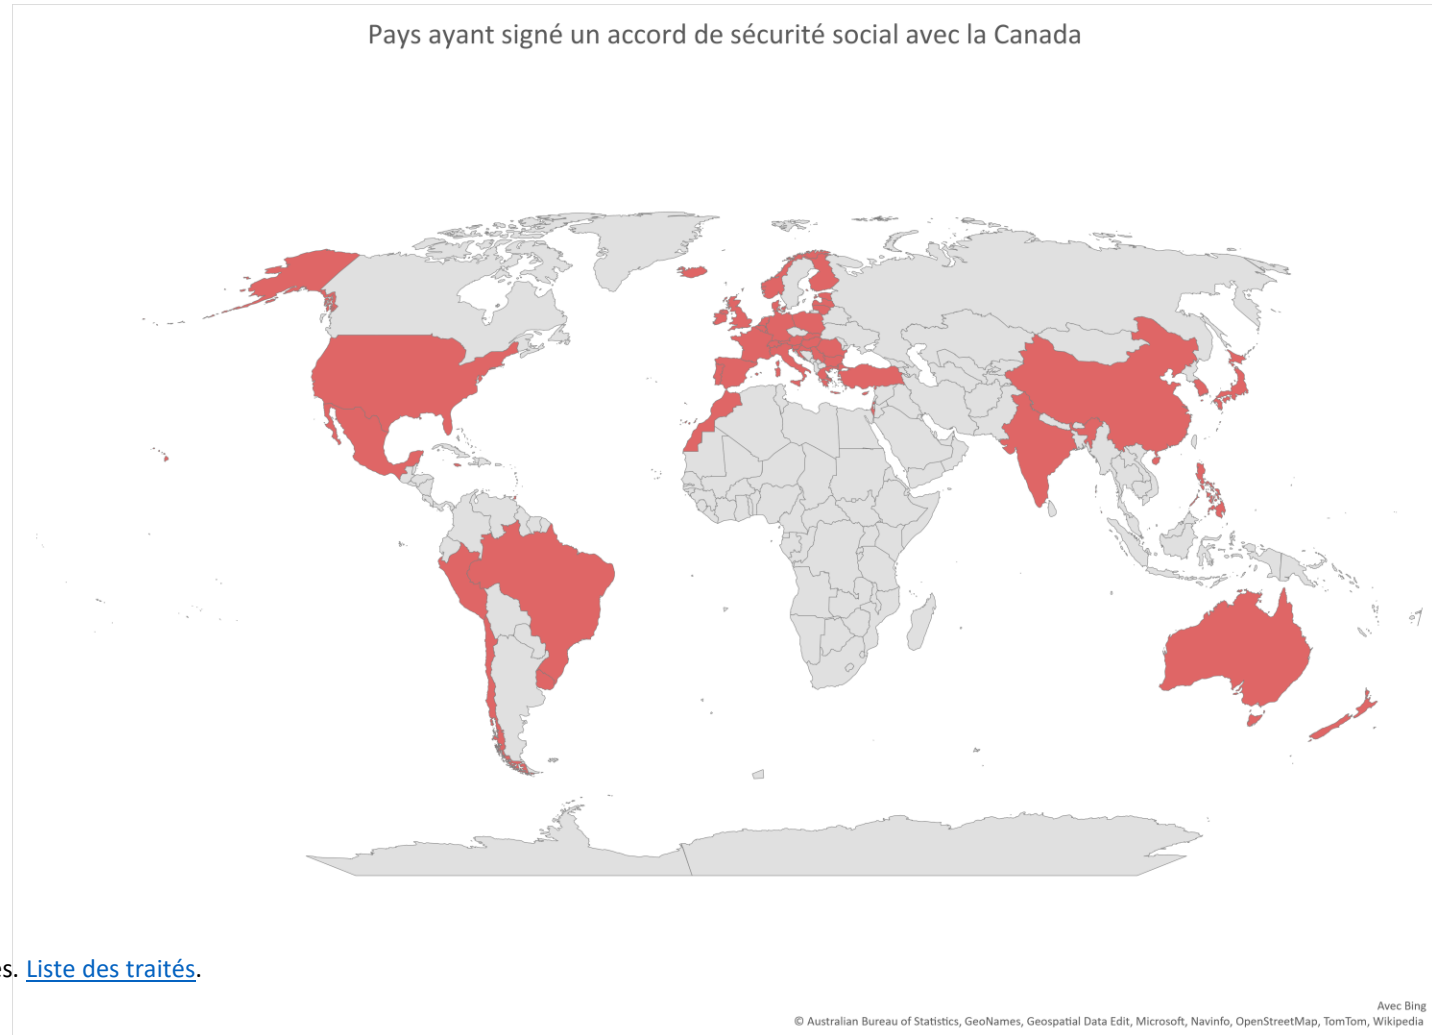 Pays ayant signé un accord de sécurité social avec la Canada
es. Liste des traités.
Avec Bing
© Australian Bureau of Statistics, GeoNames, Geospatial Data Edit, Microsoft, Navinfo, OpenStreetMap, TomTom, Wikipedia